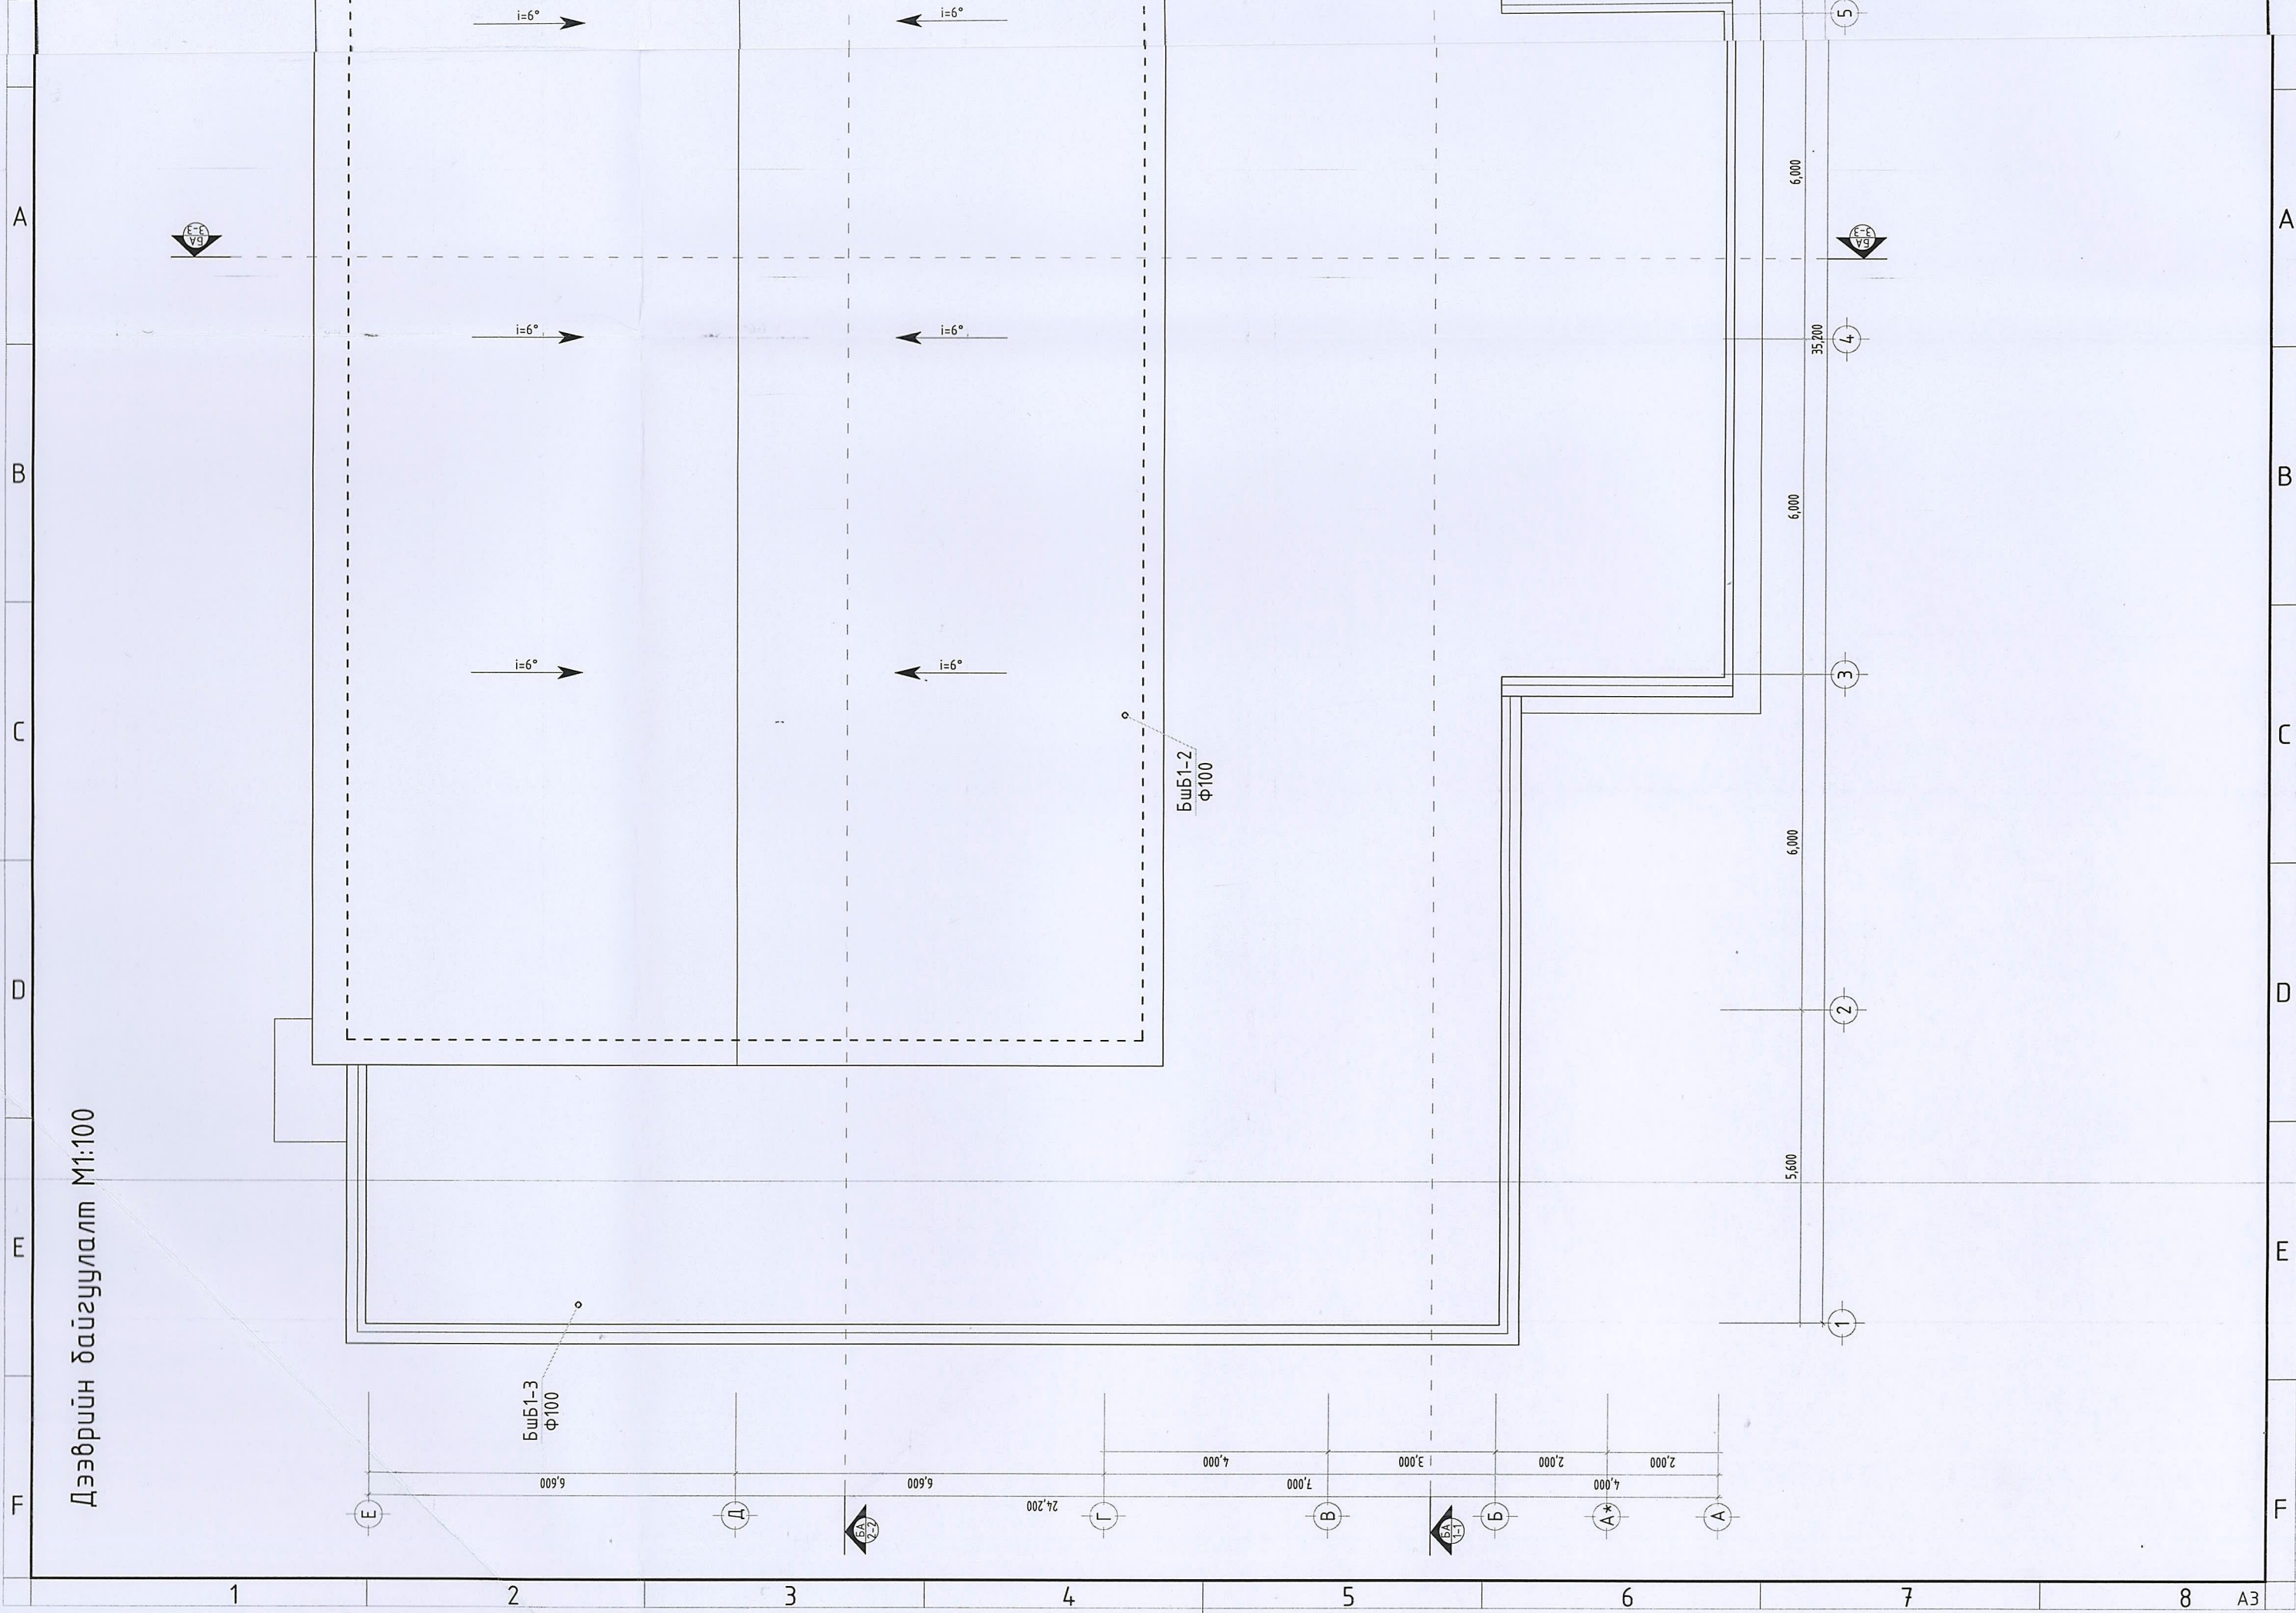 Дээврийн байгуулалт М1:100
i=6°
i=6°
5
A
A
БА
3-3
БА
3-3
6,000
i=6°
i=6°
35,200
4
B
B
6,000
i=6°
i=6°
3
C
C
БшБ1-2
ф100
6,000
D
D
2
5,600
E
E
1
БшБ1-3
ф100
4,000
3,000
2,000
2,000
6,600
6,600
7,000
4,000
24,200
Е
Д
Г
В
Б
А*
А
БА
2-2
БА
1-1
F
F
1
2
3
4
5
6
7
8
А3